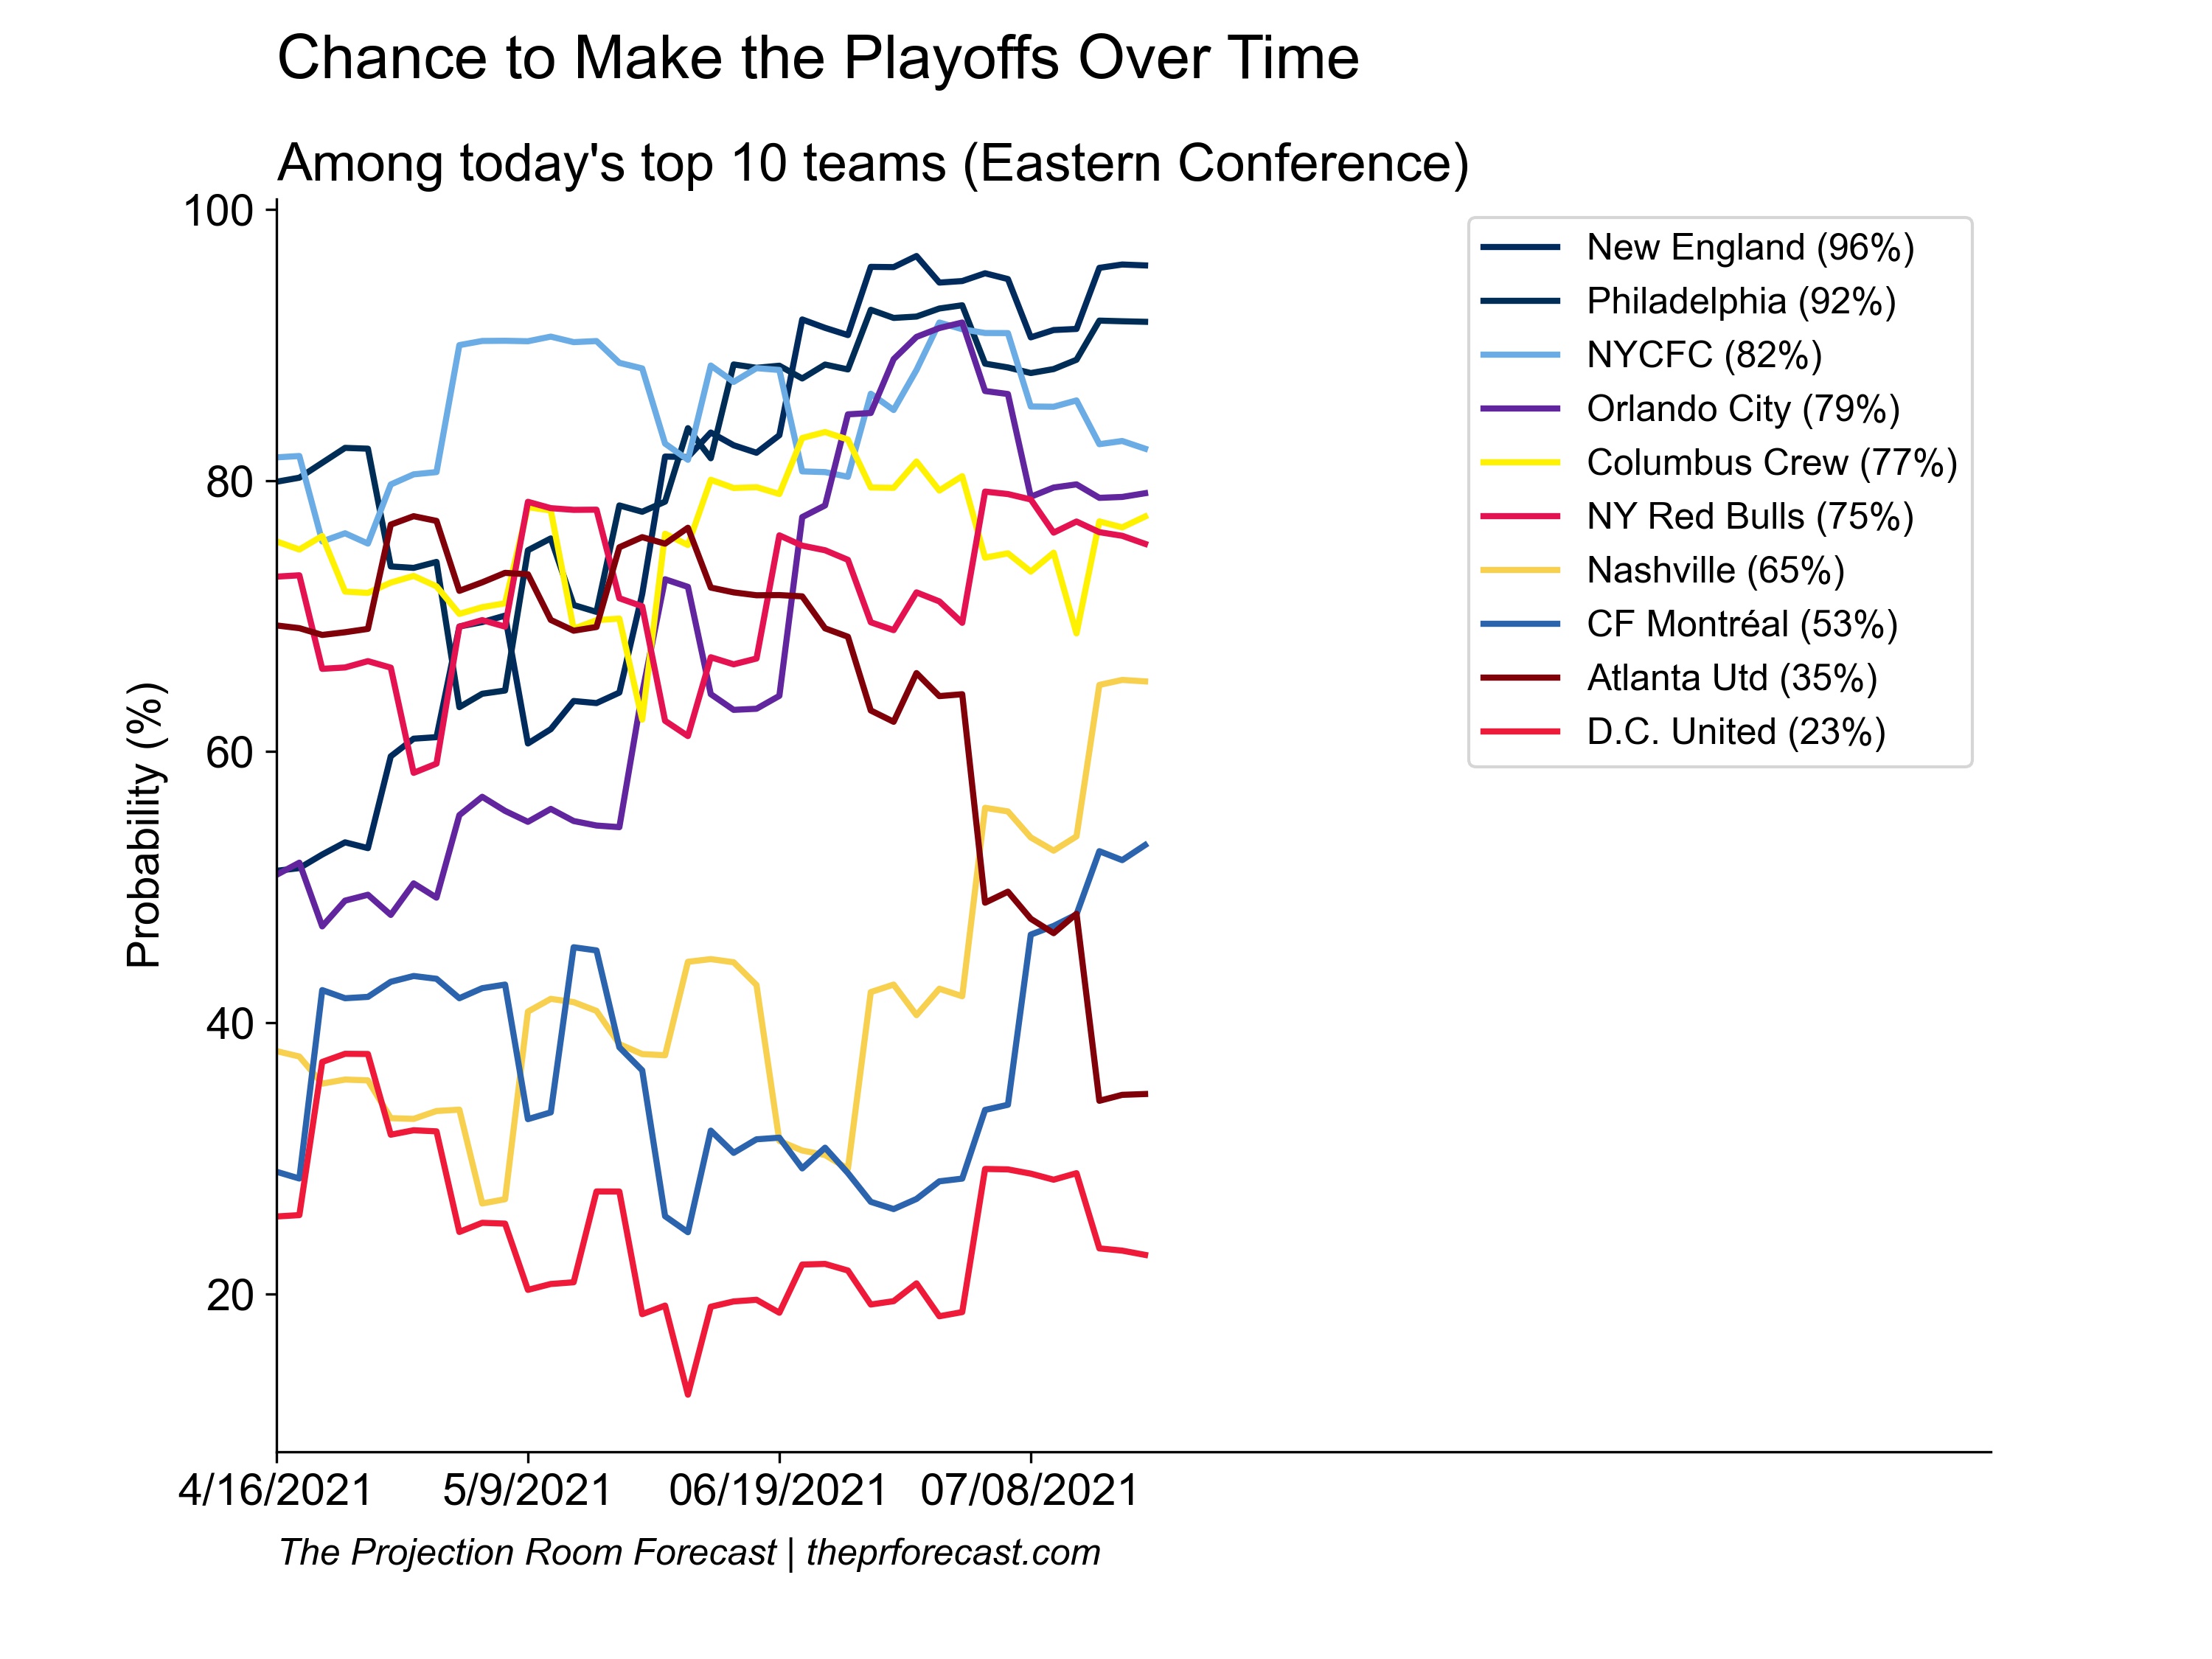 Chance to Make the Playoffs Over Time
Among today's top 10 teams (Eastern Conference)
100
80
60
40
20
Probability (%)
New England (96%)
Philadelphia (92%)
NYCFC (82%)
Orlando City (79%)
Columbus Crew (77%)
NY Red Bulls (75%)
Nashville (65%)
CF Montréal (53%)
Atlanta Utd (35%)
D.C. United (23%)
4/16/2021 5/9/2021 06/19/2021 07/08/2021
The Projection Room Forecast | theprforecast.com